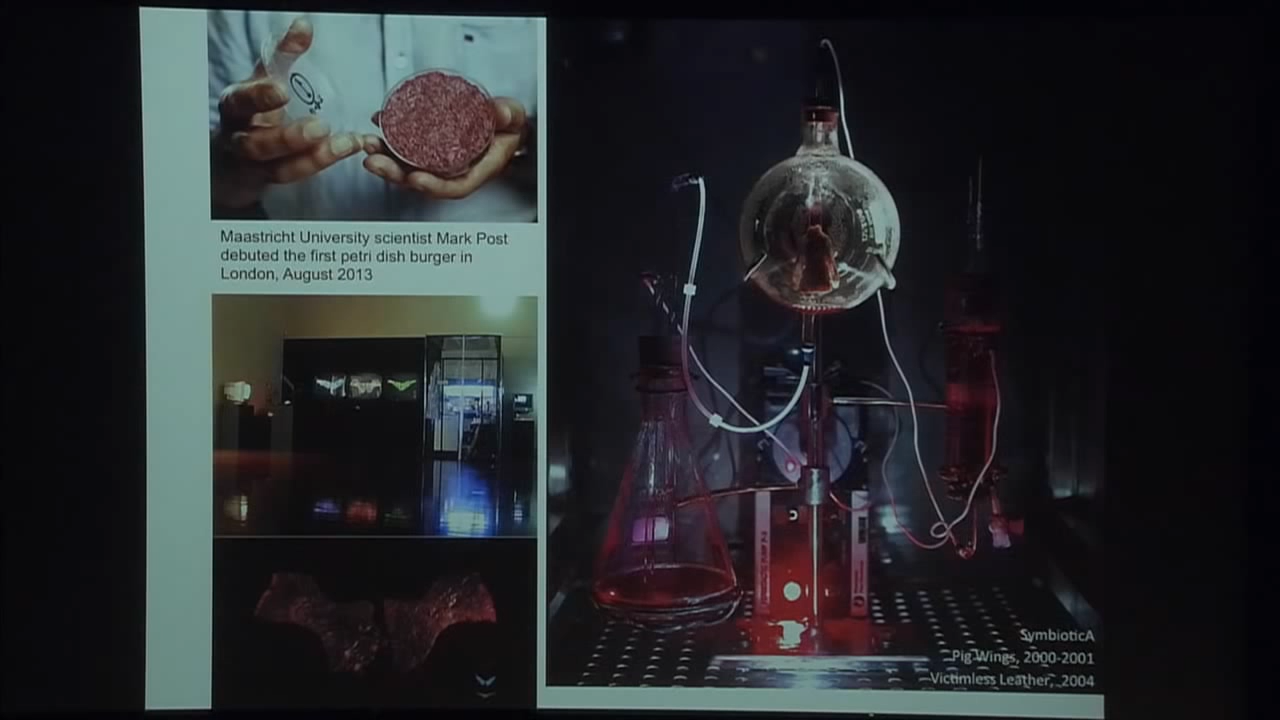 Maastricht University scientist Mark Post
debuted the first petri dish burger in
London, August 2013
SymbioticA
Pig Wings, 2000-2001
Victimless Leather, 2004